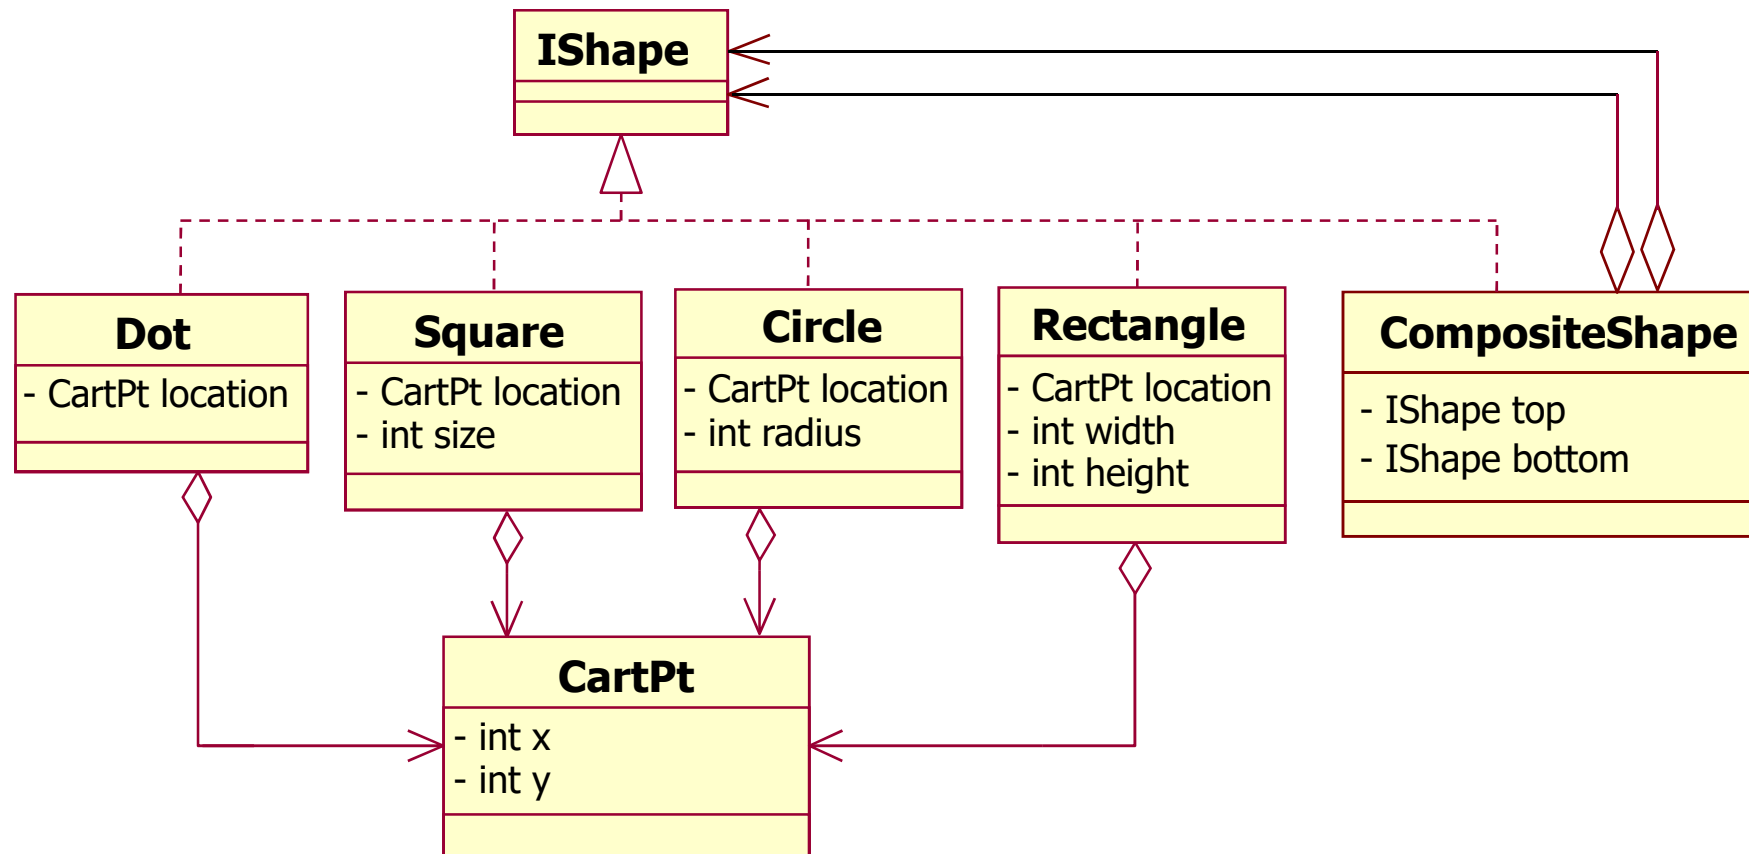 IShape
Dot
- CartPt location
Square
- CartPt location
- int size
Circle
- CartPt location
- int radius
Rectangle
- CartPt location
- int width
- int height
CompositeShape
- IShape top
- IShape bottom
CartPt
- int x
- int y